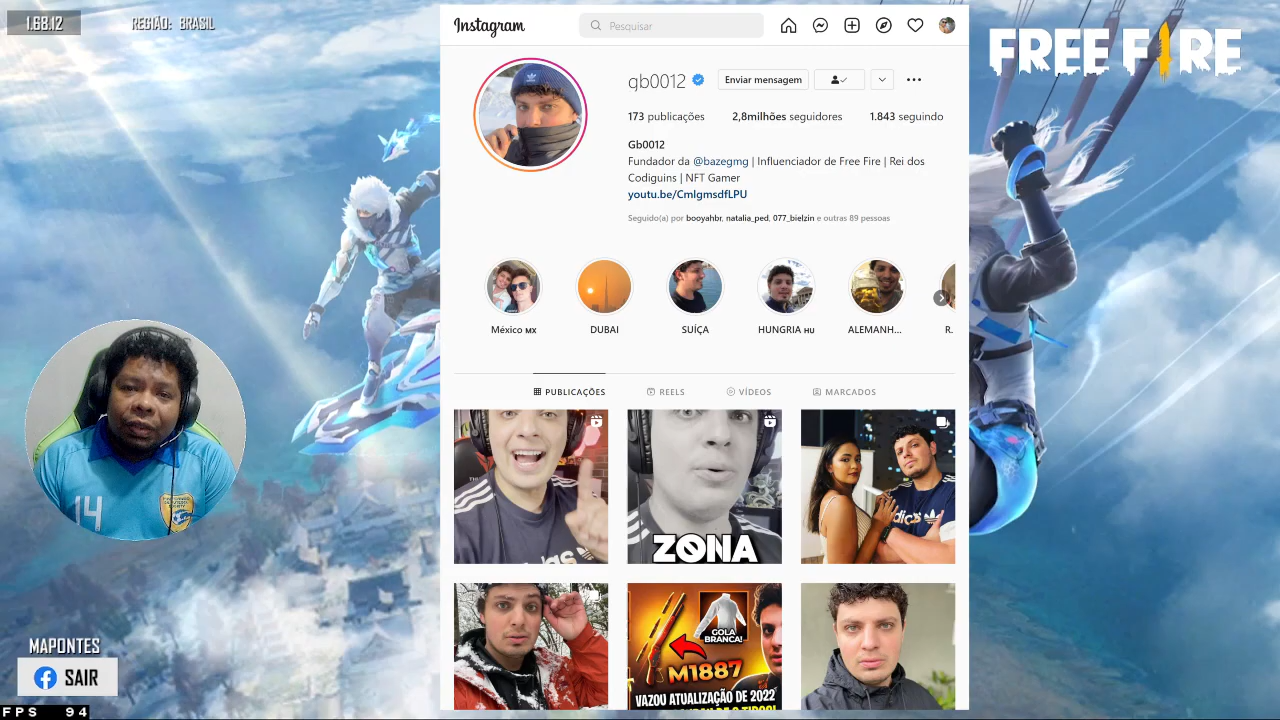 1.68.12
REGIÃO: BRASIL
Instagram
Pesquisar
FREE FIRE
gb0012
Enviar mensagem
173 publicações 2,8milhões seguidores 1.843 seguindo
Gb0012
Fundador da @bazegmg | Influenciador de Free Fire | Rei dos
Codiguins | NFT Gamer
youtu.be/CmlgmsdfLPU
Seguido(a) por booyahbr, natalia_ped, 077_bielzin e outras 89 pessoas
México MX DUBAI SUÍÇA HUNGRIA HU ALEMANH... R.
PUBLICAÇÕES REELS VÍDEOS MARCADOS
14
ZONA
adidas
GOLA
BRANCA!
M1887
VAZOU ATUALIZAÇÃO DE 2022
MAPONTES
SAIR
FPS 94